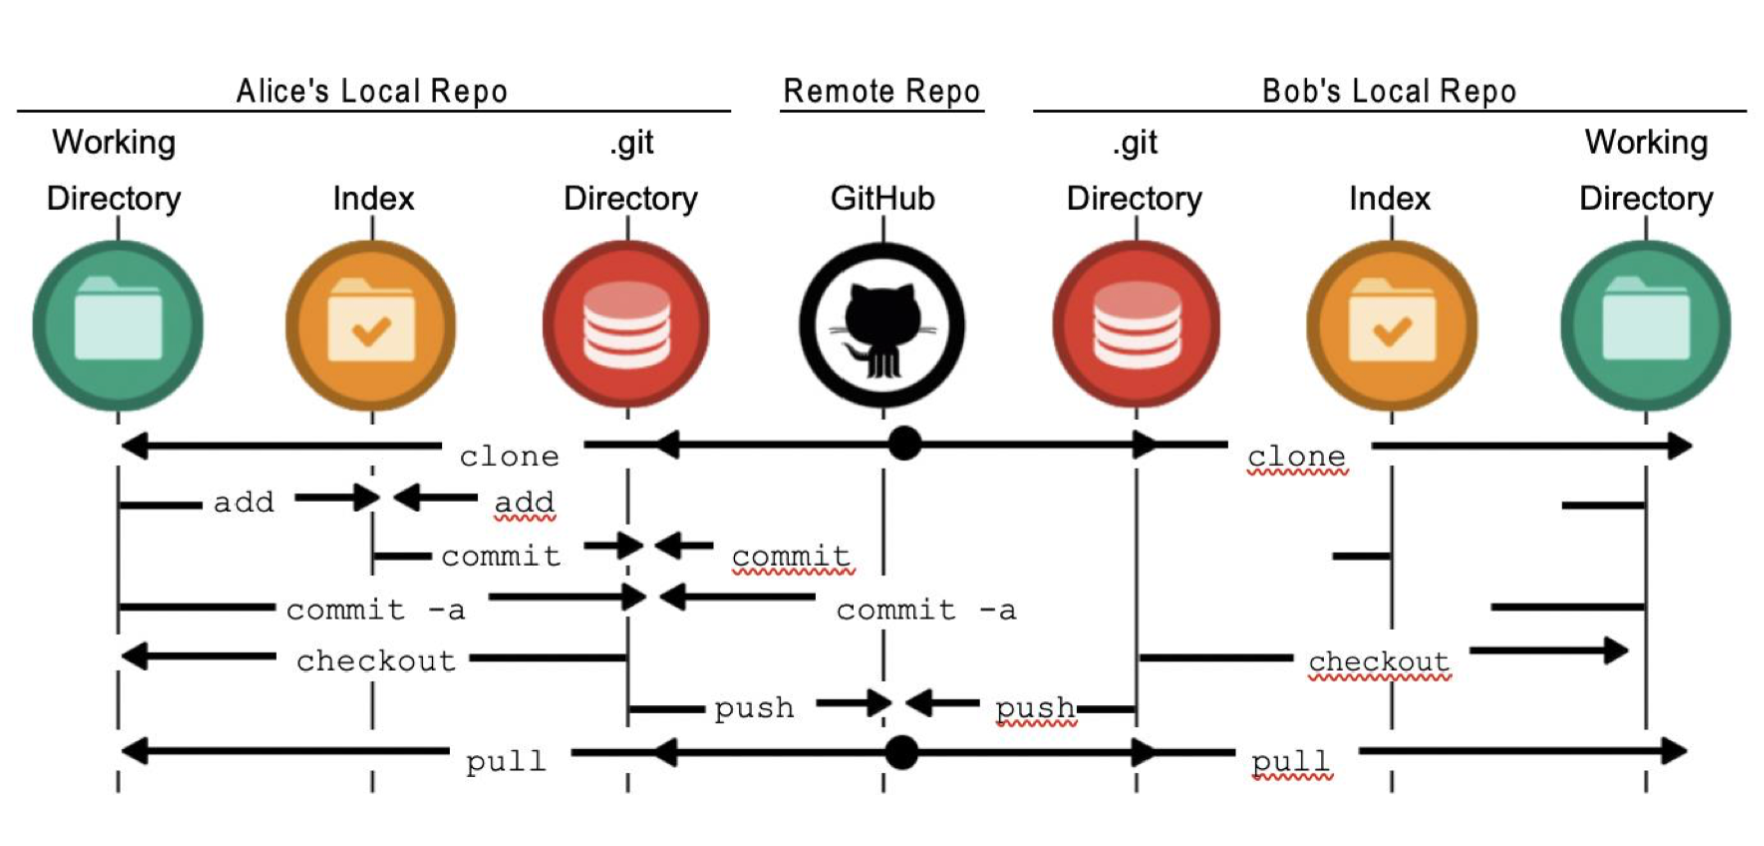 Alice's Local Repo
Remote Repo
Bob's Local Repo
Working
.git
.git
Working
Directory
Index
Directory
GitHub
Directory
Index
Directory
clone
clone
add
add
commit
commit
commit -a
commit -a
checkout
checkout
push
push
pull
pull